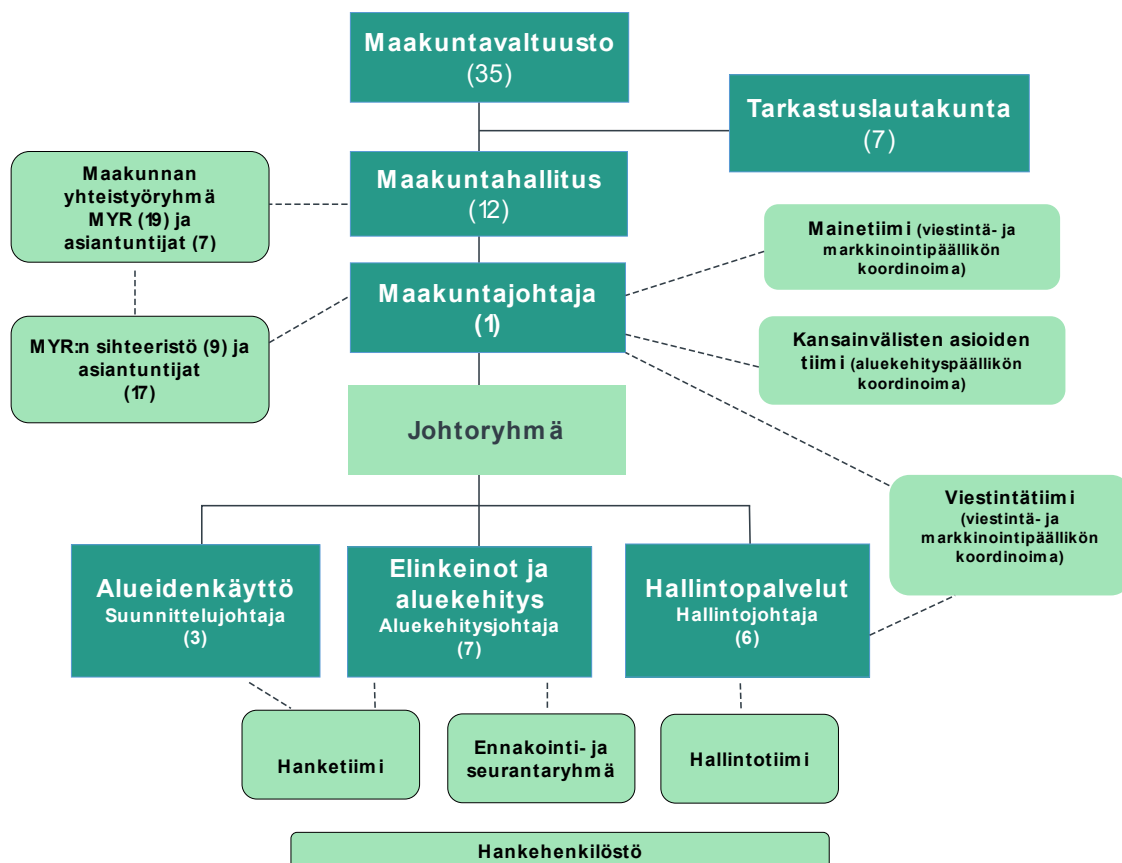 Maakuntavaltuusto
(35)
Tarkastuslautakunta
(7)
Maakunnan
yhteistyöryhmä
MYR (19) ja
asiantuntijat (7)
Maakuntahallitus
(12)
Mainetiimi (viestintä- ja
markkinointipäällikön
koordinoima)
Maakuntajohtaja
(1)
MYR:n sihteeristö (9) ja
asiantuntijat
(17)
Kansainvälisten asioiden
tiimi (aluekehityspäällikön
koordinoima)
Johtoryhmä
Viestintätiimi
(viestintä- ja
markkinointipäällikön
koordinoima)
Alueidenkäyttö
Suunnittelujohtaja
(3)
Elinkeinot ja
aluekehitys
Aluekehitysjohtaja
(7)
Hallintopalvelut
Hallintojohtaja
(6)
Hanketiimi
Ennakointi- ja
seurantaryhmä
Hallintotiimi
Hankehenkilöstö